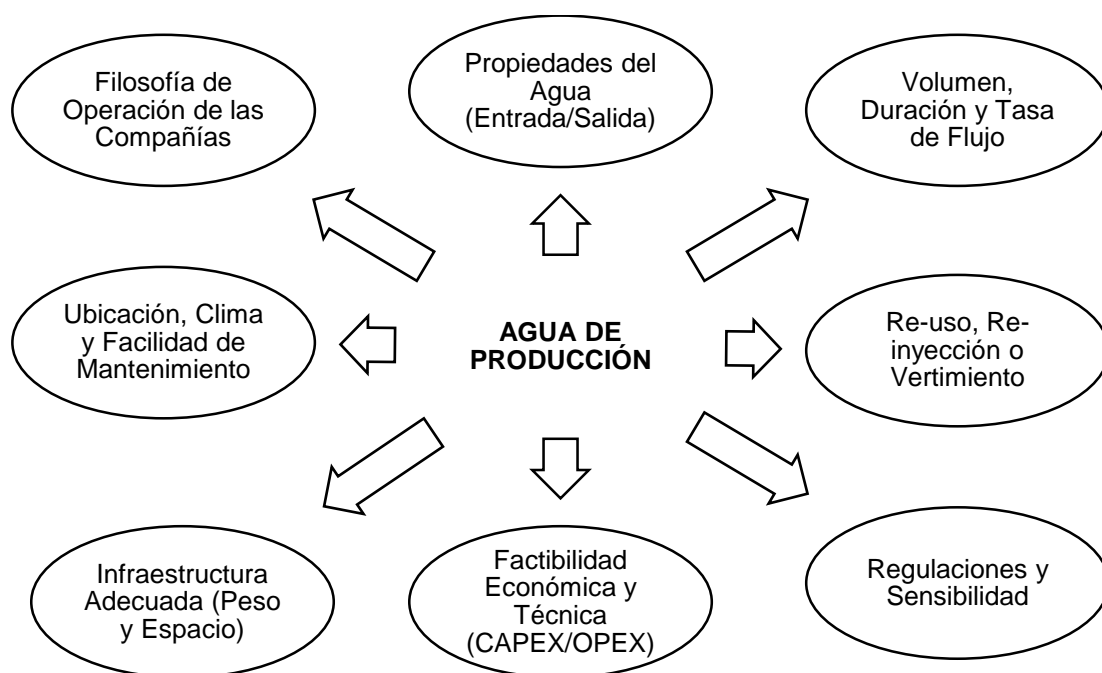 Filosofía de
Operación de las
Compañías
Propiedades del
Agua
(Entrada/Salida)
Volumen,
Duración y Tasa
de Flujo
Ubicación, Clima
y Facilidad de
Mantenimiento
AGUA DE
PRODUCCIÓN
Re-uso, Re-
inyección o
Vertimiento
Infraestructura
Adecuada (Peso
y Espacio)
Factibilidad
Económica y
Técnica
(CAPEX/OPEX)
Regulaciones y
Sensibilidad